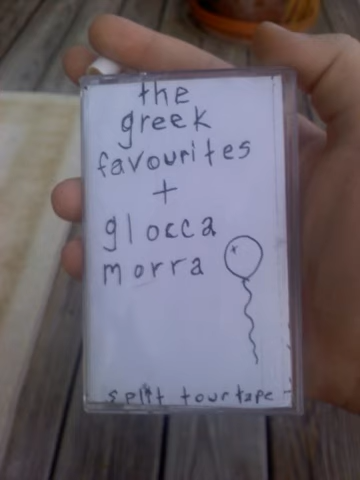 the
greek
favourites
+
glocca
morra
split tour tape